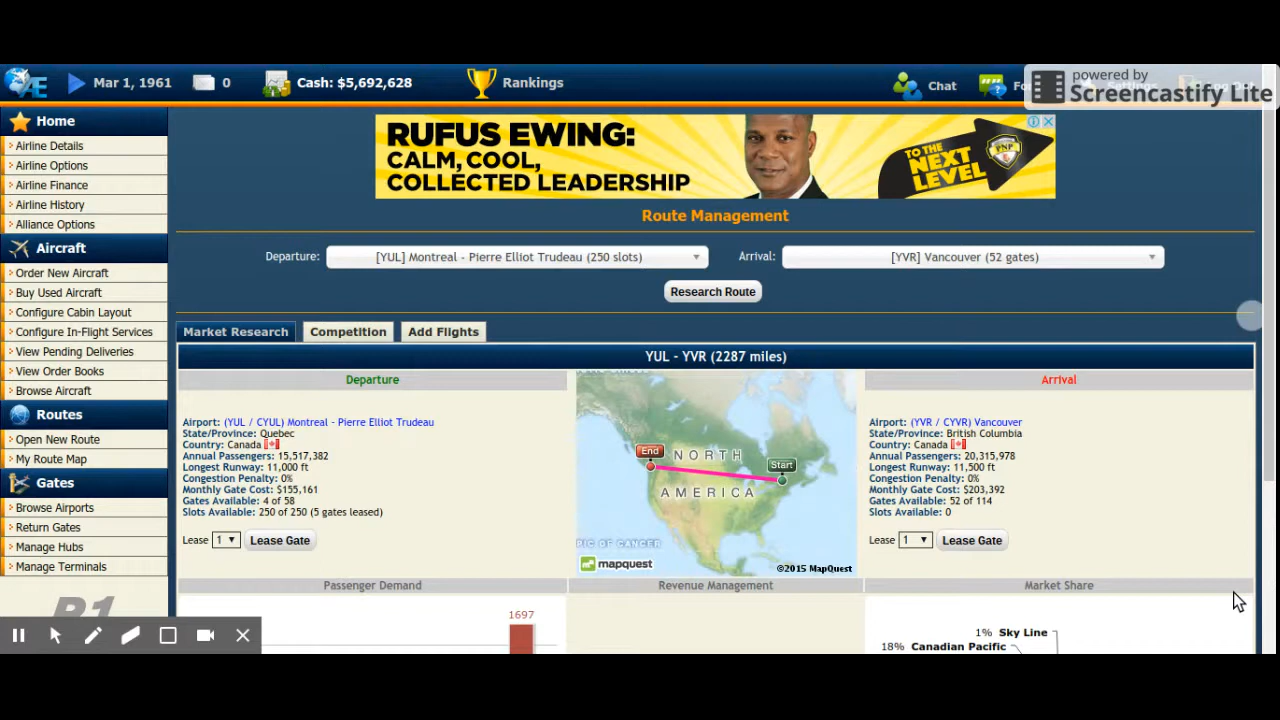 powered by
Screencastify Lite
AE
Mar 1, 1961
0
Cash: $5,692,628
Rankings
Chat
Home
Airline Details
Airline Options
Airline Finance
Airline History
Alliance Options
Aircraft
Order New Aircraft
Buy Used Aircraft
Configure Cabin Layout
Configure In-Flight Services
View Pending Deliveries
View Order Books
Browse Aircraft
Routes
Open New Route
My Route Map
Gates
Browse Airports
Return Gates
Manage Hubs
Manage Terminals
RUFUS EWING:
CALM, COOL,
COLLECTED LEADERSHIP
TO THE
NEXT
LEVEL
PNP
Route Management
Departure: [YUL] Montreal - Pierre Elliot Trudeau (250 slots)
Arrival: [YVR] Vancouver (52 gates)
Research Route
Market Research
Competition
Add Flights
YUL - YVR (2287 miles)
Departure
Airport: (YUL / CYUL) Montreal - Pierre Elliot Trudeau
State/Province: Quebec
Country: Canada
Annual Passengers: 15,517,382
Longest Runway: 11,000 ft
Congestion Penalty: 0%
Monthly Gate Cost: $155,161
Gates Available: 4 of 58
Slots Available: 250 of 250 (5 gates leased)
Lease 1 Lease Gate
End
Start
NORTH
AMERICA
PIC OF CANCER
mapquest
©2015 MapQuest
Arrival
Airport: (YVR / CYVR) Vancouver
State/Province: British Columbia
Country: Canada
Annual Passengers: 20,315,978
Longest Runway: 11,500 ft
Congestion Penalty: 0%
Monthly Gate Cost: $203,392
Gates Available: 52 of 114
Slots Available: 0
Lease 1 Lease Gate
Passenger Demand
Revenue Management
Market Share
1697
1% Sky Line
18% Canadian Pacific